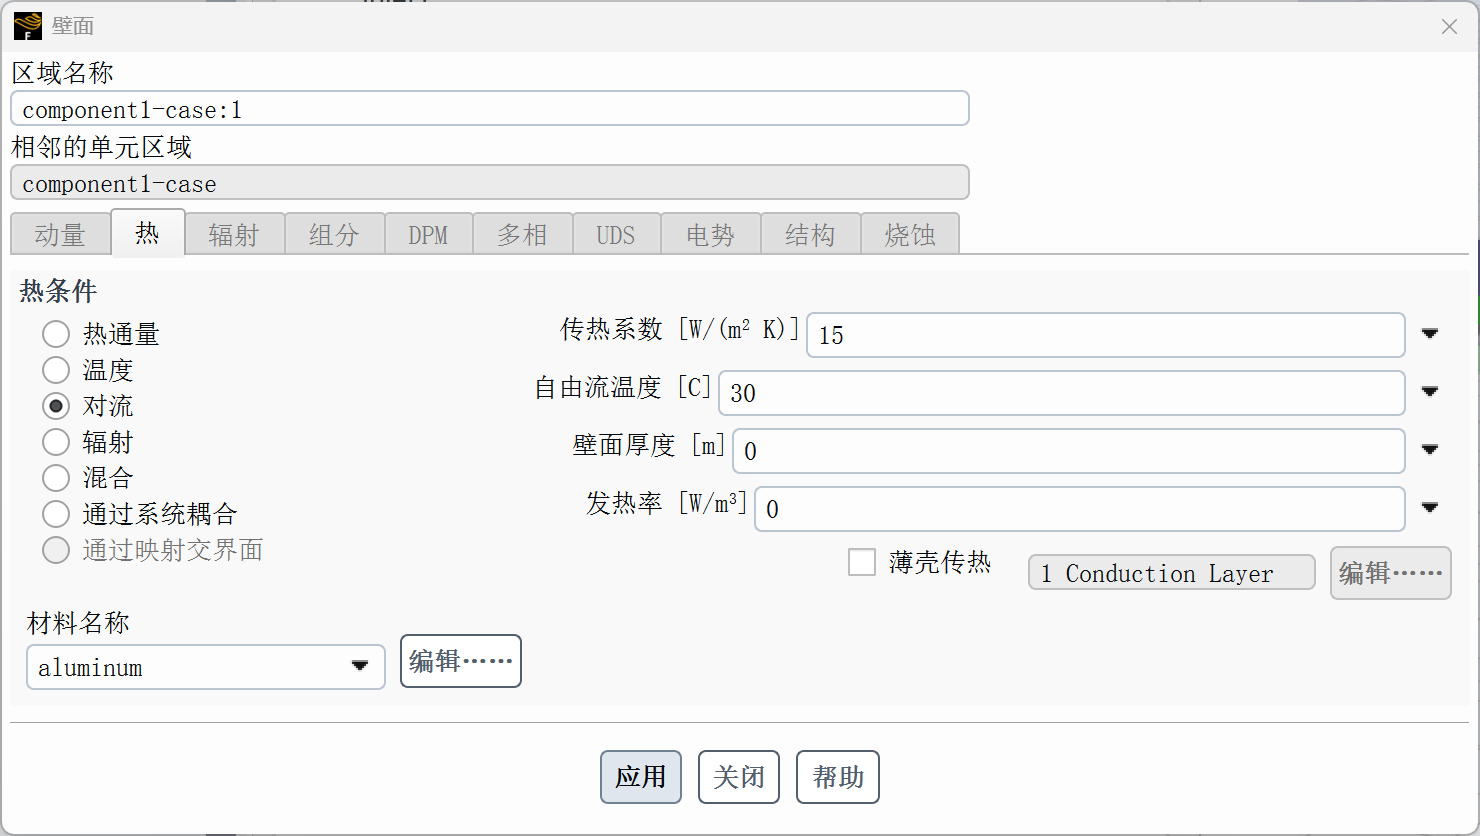 壁面
区域名称
component1-case:1
相邻的单元区域
component1-case
动量 热 辐射 组分 DPM 多相 UDS 电势 结构 烧蚀
热条件
热通量
温度
对流
辐射
混合
通过系统耦合
通过映射交界面
传热系数 [W/(m² K)] 15
自由流温度 [C] 30
壁面厚度 [m] 0
发热率 [W/m³] 0
薄壳传热 1 Conduction Layer 编辑……
材料名称
aluminum 编辑……
应用 关闭 帮助